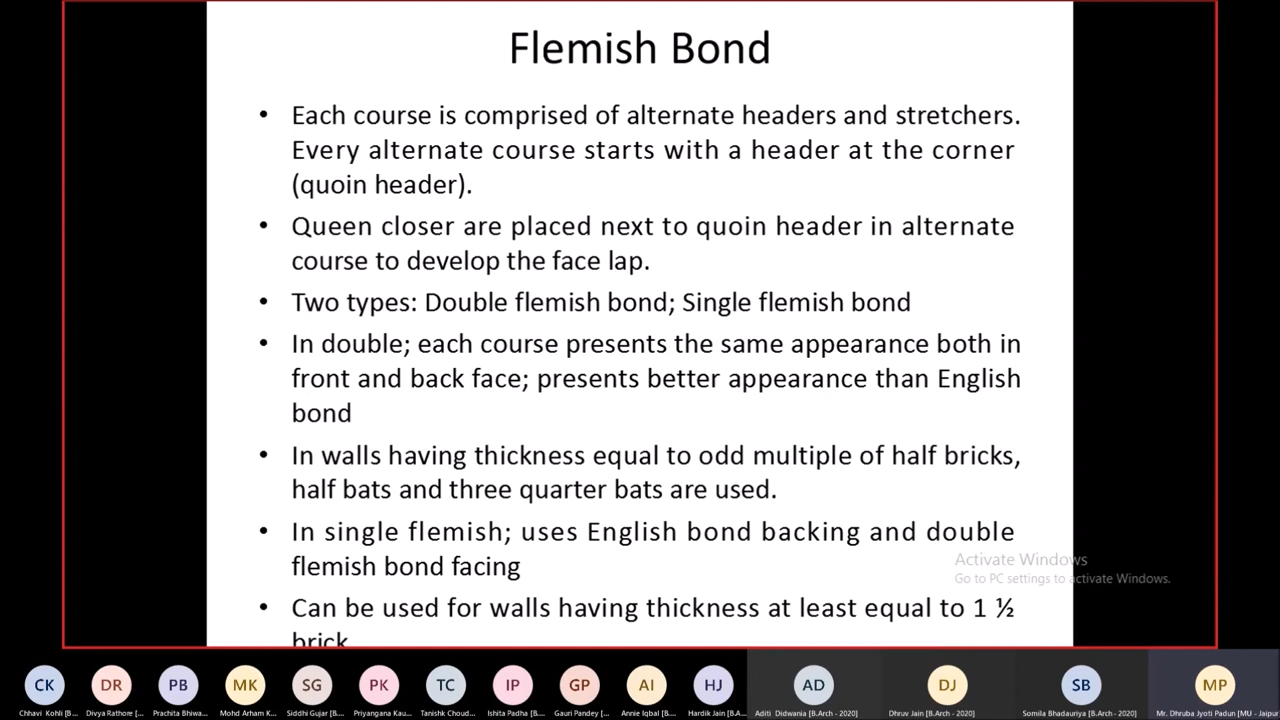 Flemish Bond
• Each course is comprised of alternate headers and stretchers.
Every alternate course starts with a header at the corner
(quoin header).
• Queen closer are placed next to quoin header in alternate
course to develop the face lap.
• Two types: Double flemish bond; Single flemish bond
• In double; each course presents the same appearance both in
front and back face; presents better appearance than English
bond
• In walls having thickness equal to odd multiple of half bricks,
half bats and three quarter bats are used.
• In single flemish; uses English bond backing and double
flemish bond facing
• Can be used for walls having thickness at least equal to 1 ½
brick
Activate Windows
Go to PC settings to activate Windows.
CK DR PB MK SG PK TC IP GP AI HJ AD DJ SB MP
Chhavi Kohli [B... Divya Rathore [... Prachita Bhiwa... Mohd Arham K... Siddhi Gujar [B.... Priyangana Kau... Tanishk Choud... Ishita Padha [B... Gauri Pandey [... Annie Iqbal [B.... Hardik Jain [B.A... Aditi Didwania [B.Arch - 2020] Dhruv Jain [B.Arch - 2020] Somila Bhadauriya [B.Arch - 2020] Mr. Dhruba Jyoti Padun [MU - Jaipur